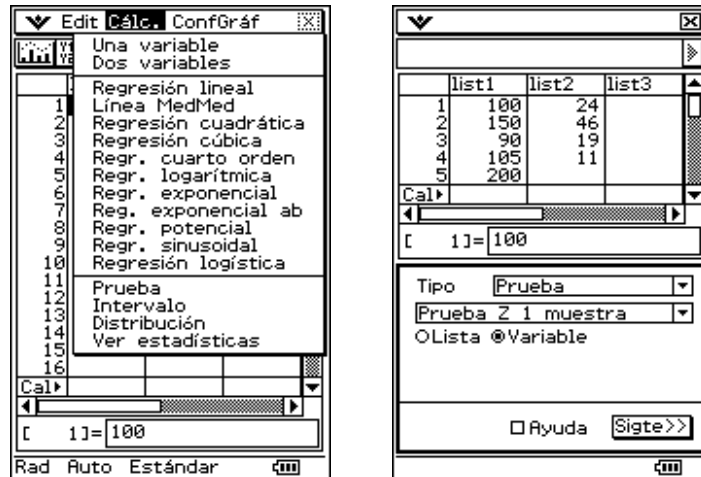 Edit Cálc. ConfGráf
Una variable
Dos variables
Regresión lineal
Línea MedMed
Regresión cuadrática
Regresión cúbica
Regr. cuarto orden
Regr. logarítmica
Regr. exponencial
Reg. exponencial ab
Regr. potencial
Regr. sinusoidal
Regresión logística
Prueba
Intervalo
Distribución
Ver estadísticas
1
2
3
4
5
6
7
8
9
10
11
12
13
14
15
16
Cal
[ 1]= 100
Rad Auto Estándar
list1 list2 list3
1 100 24
2 150 46
3 90 19
4 105 11
5 200
Cal
[ 1]= 100
Tipo Prueba
Prueba Z 1 muestra
Lista Variable
Ayuda Sigte>>